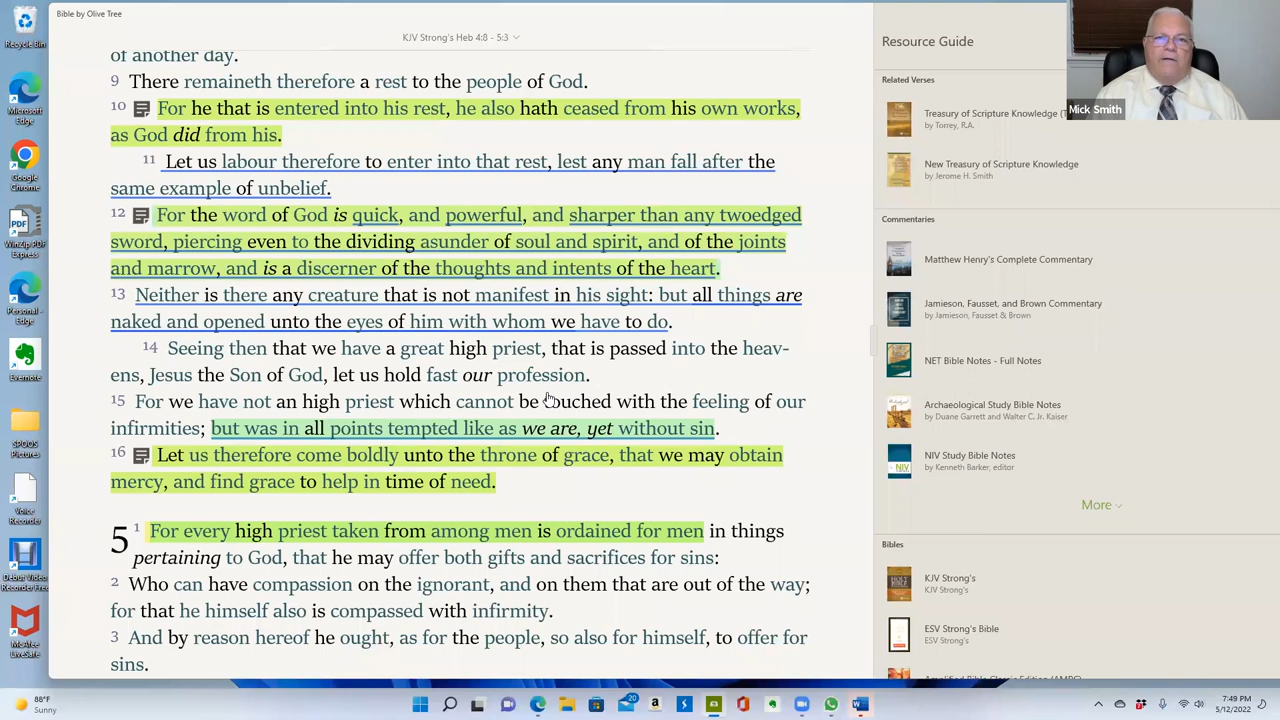 Bible by Olive Tree
KJV Strong's Heb 4:8 - 5:3
of another day.
9 There remaineth therefore a rest to the people of God.
10 For he that is entered into his rest, he also hath ceased from his own works,
as God did from his.
11 Let us labour therefore to enter into that rest, lest any man fall after the
same example of unbelief.
12 For the word of God is quick, and powerful, and sharper than any twoedged
sword, piercing even to the dividing asunder of soul and spirit, and of the joints
and marrow, and is a discerner of the thoughts and intents of the heart.
13 Neither is there any creature that is not manifest in his sight: but all things are
naked and opened unto the eyes of him with whom we have to do.
14 Seeing then that we have a great high priest, that is passed into the heav-
ens, Jesus the Son of God, let us hold fast our profession.
15 For we have not an high priest which cannot be touched with the feeling of our
infirmities; but was in all points tempted like as we are, yet without sin.
16 Let us therefore come boldly unto the throne of grace, that we may obtain
mercy, and find grace to help in time of need.
5 1 For every high priest taken from among men is ordained for men in things
pertaining to God, that he may offer both gifts and sacrifices for sins:
2 Who can have compassion on the ignorant, and on them that are out of the way;
for that he himself also is compassed with infirmity.
3 And by reason hereof he ought, as for the people, so also for himself, to offer for
sins.
Resource Guide
Related Verses
Treasury of Scripture Knowledge (T
by Torrey, R.A.
New Treasury of Scripture Knowledge
by Jerome H. Smith
Commentaries
Matthew Henry's Complete Commentary
Jamieson, Fausset, and Brown Commentary
by Jamieson, Fausset & Brown
NET Bible Notes - Full Notes
Archaeological Study Bible Notes
by Duane Garrett and Walter C. Jr. Kaiser
NIV
NIV Study Bible Notes
by Kenneth Barker, editor
More
Bibles
KJV Strong's
KJV Strong's
ESV Strong's Bible
ESV Strong's
Mick Smith
Recycle Bin
Microsoft
Edge
Google
Chrome
WinZip PDF
Personal -
Edge
Evernote
SPODS
PODIUM
Voice
Recorder
Debut Video
McAfee
LiveSafe
88°F
Sunny
20
7:49 PM
5/12/2022